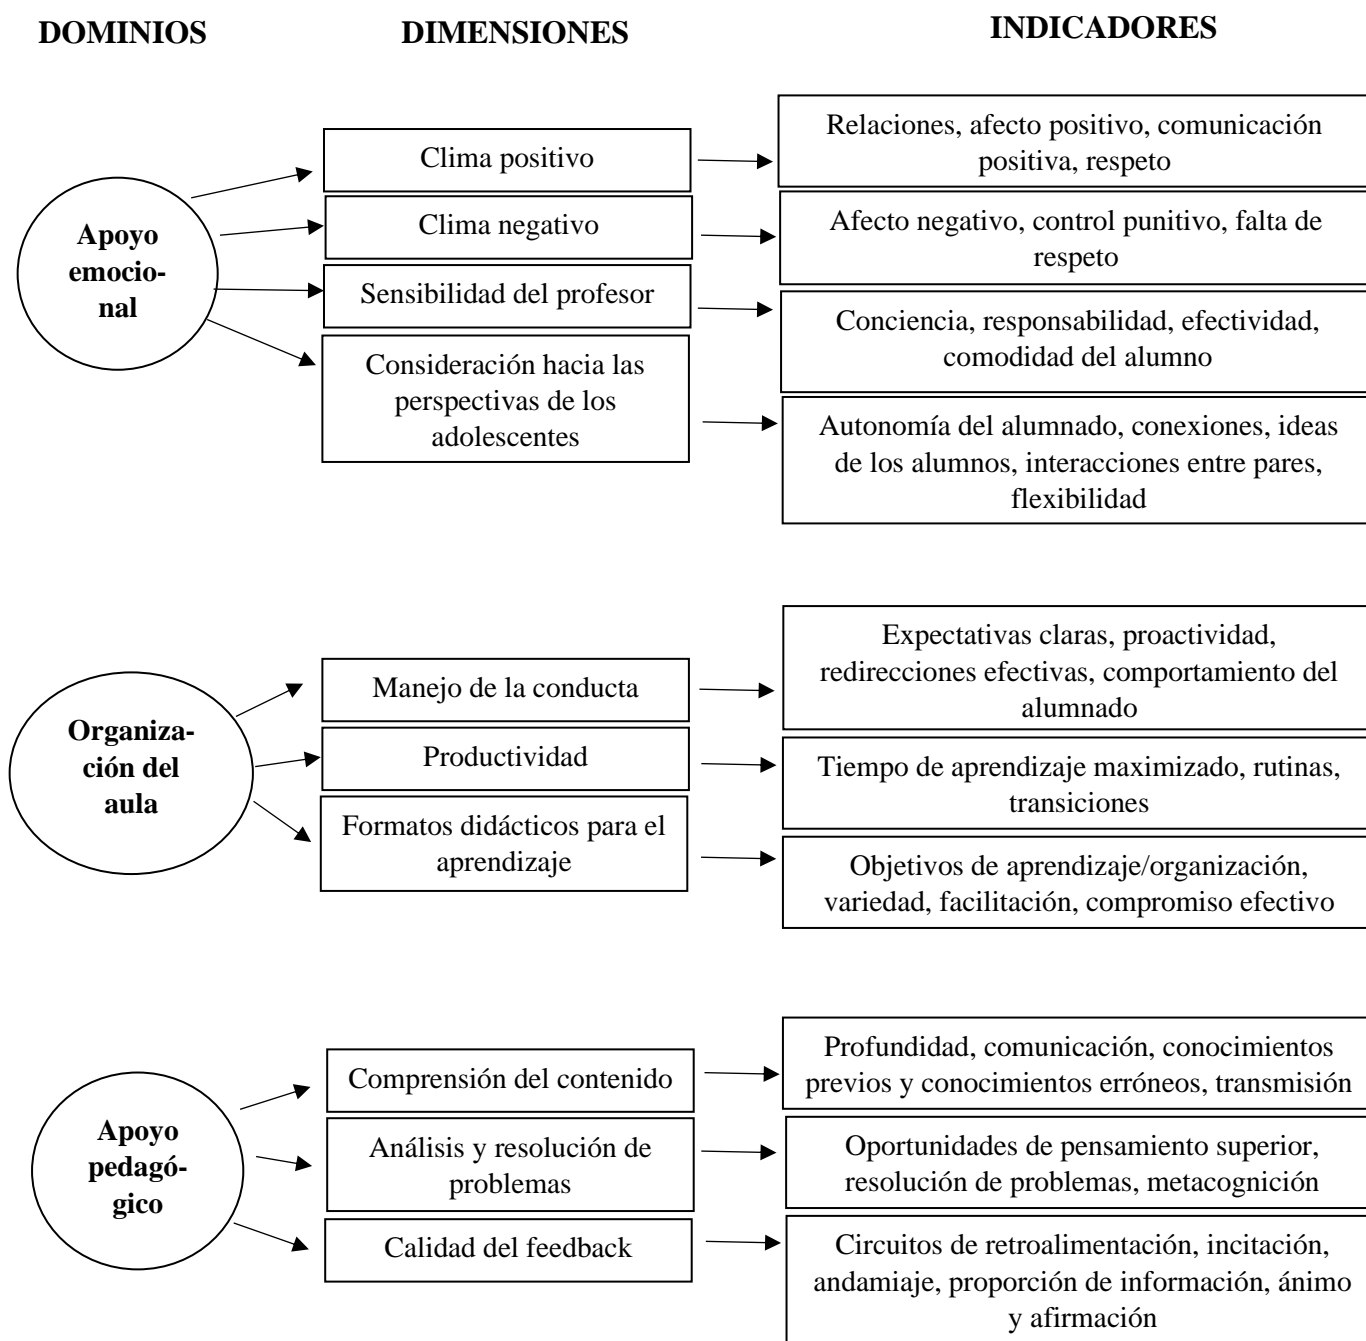 DOMINIOS
DIMENSIONES
INDICADORES
Apoyo
emocio-
nal
Clima positivo
Relaciones, afecto positivo, comunicación
positiva, respeto
Clima negativo
Afecto negativo, control punitivo, falta de
respeto
Sensibilidad del profesor
Conciencia, responsabilidad, efectividad,
comodidad del alumno
Consideración hacia las
perspectivas de los
adolescentes
Autonomía del alumnado, conexiones, ideas
de los alumnos, interacciones entre pares,
flexibilidad
Organiza-
ción del
aula
Manejo de la conducta
Expectativas claras, proactividad,
redirecciones efectivas, comportamiento del
alumnado
Productividad
Tiempo de aprendizaje maximizado, rutinas,
transiciones
Formatos didácticos para el
aprendizaje
Objetivos de aprendizaje/organización,
variedad, facilitación, compromiso efectivo
Apoyo
pedagó-
gico
Comprensión del contenido
Profundidad, comunicación, conocimientos
previos y conocimientos erróneos, transmisión
Análisis y resolución de
problemas
Oportunidades de pensamiento superior,
resolución de problemas, metacognición
Calidad del feedback
Circuitos de retroalimentación, incitación,
andamiaje, proporción de información, ánimo
y afirmación